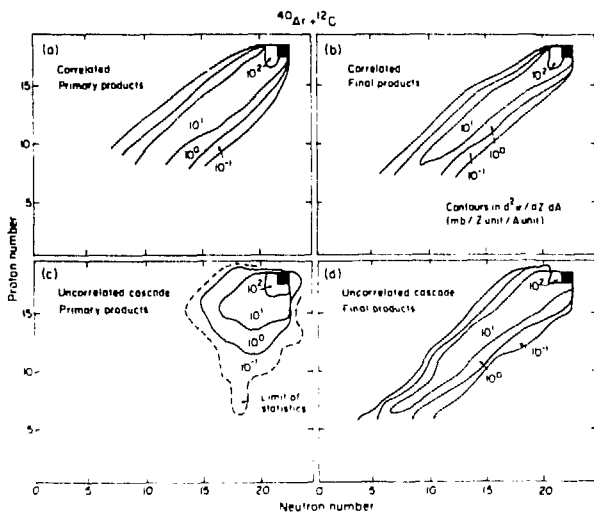 ⁴⁰Ar + ¹²C
(a)
Correlated
Primary products
10²
10¹
10⁰
10⁻¹
15
10
5
(b)
Correlated
Final products
10²
10¹
10⁰
10⁻¹
Contours in d²σ/dZ dA
(mb / Z unit / A unit)
Proton number
(c)
Uncorrelated cascade
Primary products
10²
10¹
10⁰
10⁻¹
Limit of
statistics
15
10
5
(d)
Uncorrelated cascade
Final products
10²
10¹
10⁰
10⁻¹
0 5 10 15 20 0 5 10 15 20
Neutron number